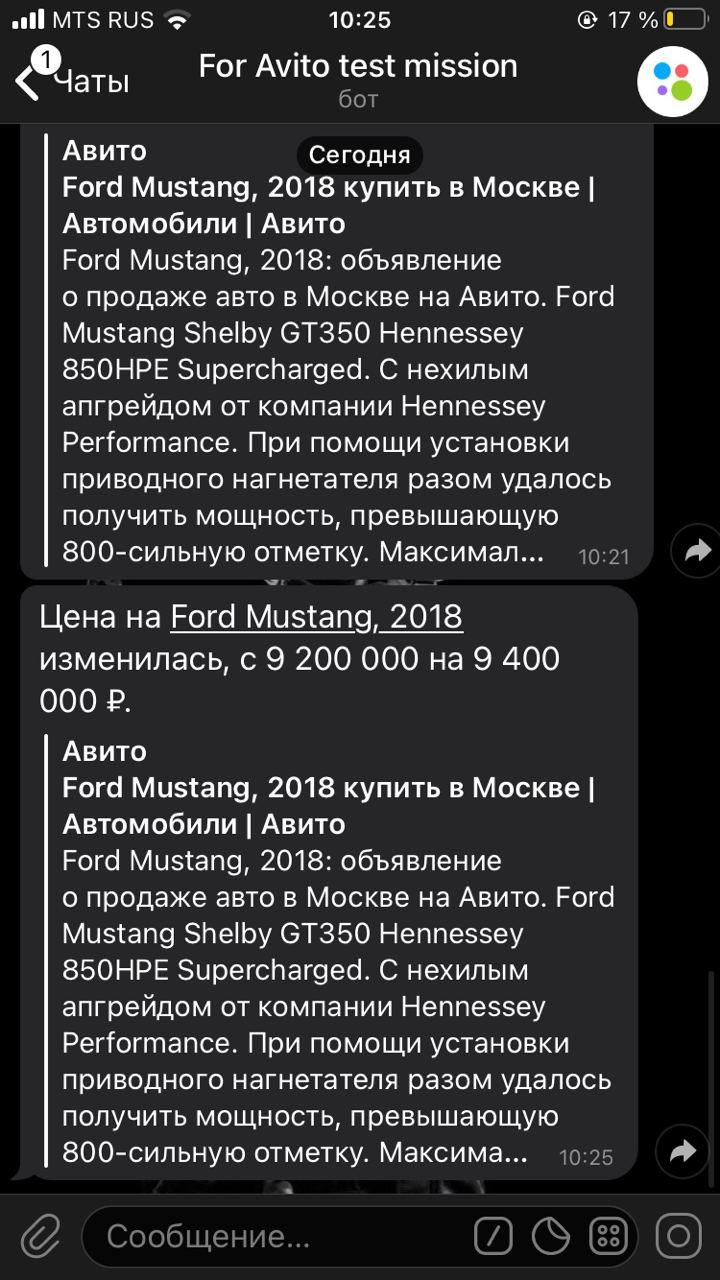 MTS RUS 10:25 17 %
1
Чаты
For Avito test mission
бот
Сегодня
Авито
Ford Mustang, 2018 купить в Москве |
Автомобили | Авито
Ford Mustang, 2018: объявление
о продаже авто в Москве на Авито. Ford
Mustang Shelby GT350 Hennessey
850HPE Supercharged. С нехилым
апгрейдом от компании Hennessey
Performance. При помощи установки
приводного нагнетателя разом удалось
получить мощность, превышающую
800-сильную отметку. Максимал... 10:21
Цена на Ford Mustang, 2018
изменилась, с 9 200 000 на 9 400
000 ₽.
Авито
Ford Mustang, 2018 купить в Москве |
Автомобили | Авито
Ford Mustang, 2018: объявление
о продаже авто в Москве на Авито. Ford
Mustang Shelby GT350 Hennessey
850HPE Supercharged. С нехилым
апгрейдом от компании Hennessey
Performance. При помощи установки
приводного нагнетателя разом удалось
получить мощность, превышающую
800-сильную отметку. Максима... 10:25
Сообщение...